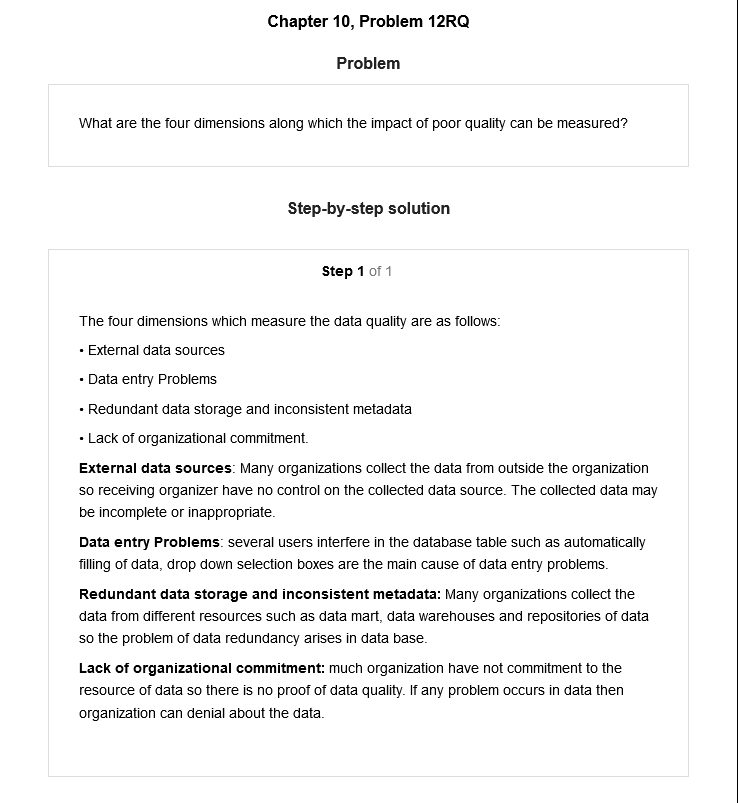 Chapter 10, Problem 12RQ
Problem
What are the four dimensions along which the impact of poor quality can be measured?
Step-by-step solution
Step 1 of 1
The four dimensions which measure the data quality are as follows:
• External data sources
• Data entry Problems
• Redundant data storage and inconsistent metadata
• Lack of organizational commitment.
External data sources: Many organizations collect the data from outside the organization
so receiving organizer have no control on the collected data source. The collected data may
be incomplete or inappropriate.
Data entry Problems: several users interfere in the database table such as automatically
filling of data, drop down selection boxes are the main cause of data entry problems.
Redundant data storage and inconsistent metadata: Many organizations collect the
data from different resources such as data mart, data warehouses and repositories of data
so the problem of data redundancy arises in data base.
Lack of organizational commitment: much organization have not commitment to the
resource of data so there is no proof of data quality. If any problem occurs in data then
organization can denial about the data.